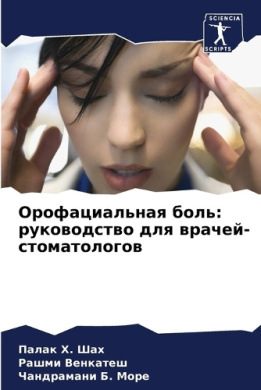 SCIENCIA
SCRIPTS
Орофациальная боль:
руководство для врачей-
стоматологов
Палак Х. Шах
Рашми Венкатеш
Чандрамани Б. Море